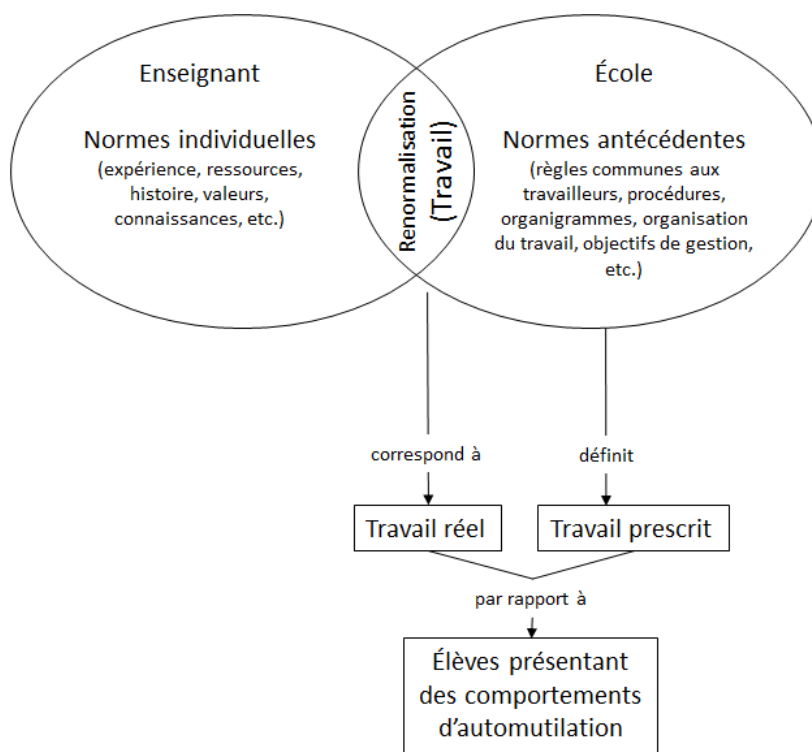 Enseignant
Normes individuelles
(expérience, ressources,
histoire, valeurs,
connaissances, etc.)
Renormalisation
(Travail)
École
Normes antécédentes
(règles communes aux
travailleurs, procédures,
organigrammes, organisation
du travail, objectifs de gestion,
etc.)
correspond à
définit
Travail réel
Travail prescrit
par rapport à
Élèves présentant
des comportements
d’automutilation